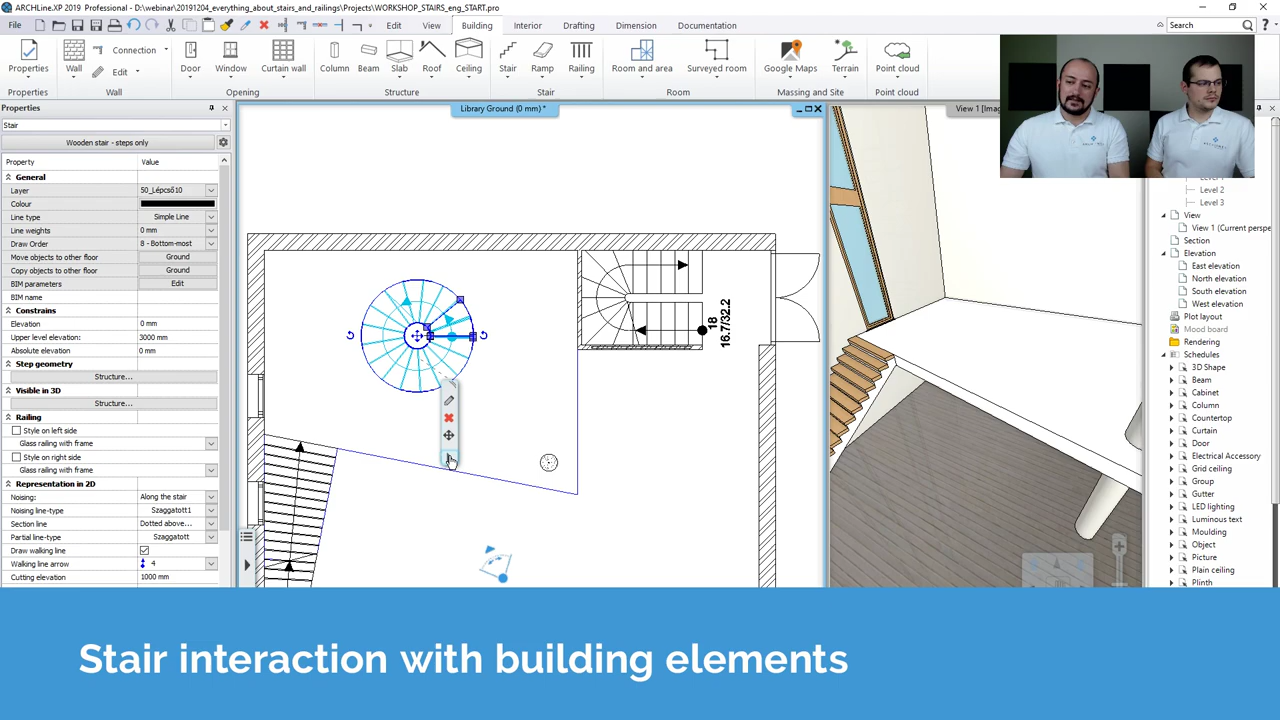 ARCHLine.XP 2019 - Professional - D:\webinar\20191204_everything_about_stairs_and_railings\Projects\WORKSHOP_STAIRS_eng_START.pro
File Edit View Building Interior Drafting Dimension Documentation Search
Properties Wall Connection Edit Door Window Curtain wall Column Beam Slab Roof Ceiling Stair Ramp Railing Room and area Surveyed room Google Maps Terrain Point cloud
Properties Wall Opening Structure Stair Room Massing and Site Point cloud
Properties
Stair
Wooden stair - steps only
Property Value
General
Layer 50_Lépcső10
Colour
Line type Simple Line
Line weights 0 mm
Draw Order 8 - Bottom-most
Move objects to other floor Ground
Copy objects to other floor Ground
BIM parameters Edit
BIM name
Constrains
Elevation 0 mm
Upper level elevation 3000 mm
Absolute elevation 0 mm
Step geometry
Structure...
Visible in 3D
Structure...
Railing
Style on left side
Glass railing with frame
Style on right side
Glass railing with frame
Representation in 2D
Nosing: Along the stair
Nosing line-type Szaggatott1
Section line Dotted above...
Partial line-type Szaggatott
Draw walking line
Walking line arrow 4
Cutting elevation 1000 mm
Library Ground (0 mm) *
18
16.7/32.2
View 1 [Imag
Level 2
Level 3
View
View 1 (Current perspe
Section
Elevation
East elevation
North elevation
South elevation
West elevation
Plot layout
Mood board
Rendering
Schedules
3D Shape
Beam
Cabinet
Column
Countertop
Curtain
Door
Electrical Accessory
Grid ceiling
Group
Gutter
LED lighting
Luminous text
Moulding
Object
Picture
Plain ceiling
Plinth
Stair interaction with building elements